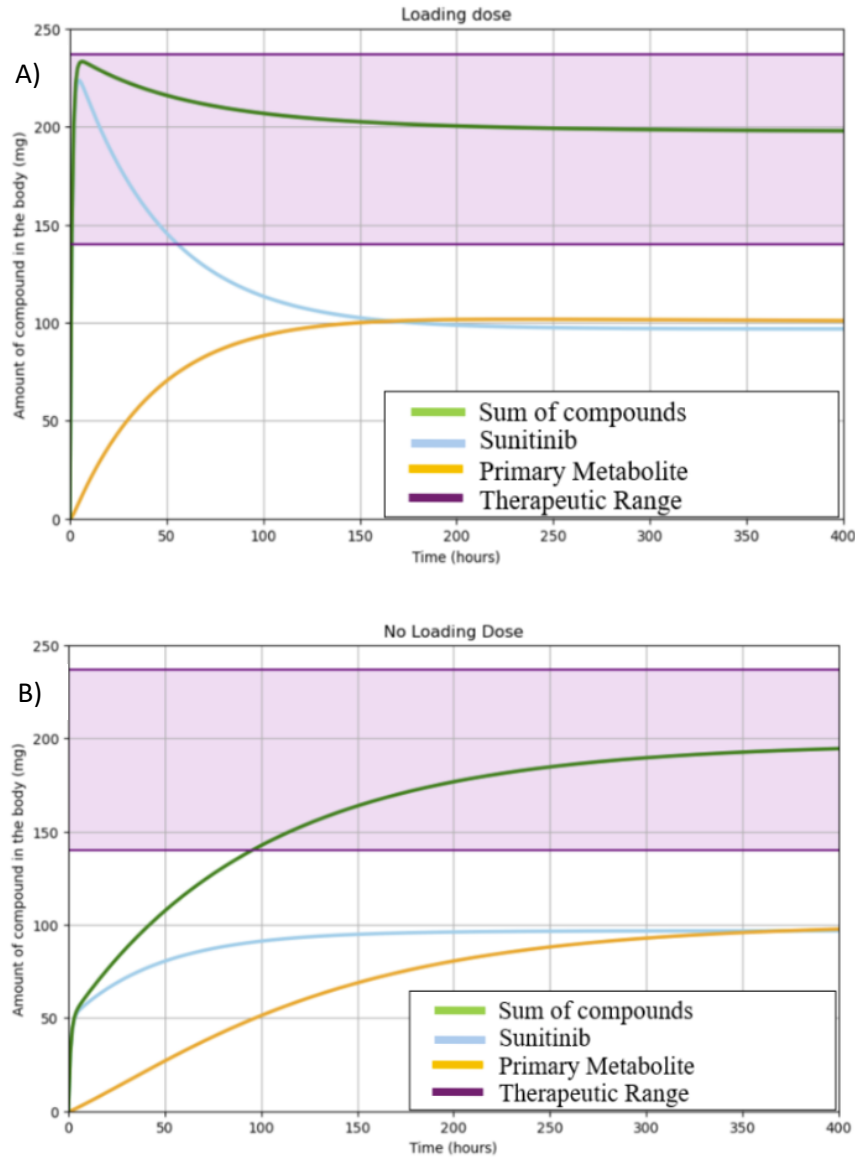 Loading dose
A)
Amount of compound in the body (mg)
250
200
150
100
50
0
Sum of compounds
Sunitinib
Primary Metabolite
Therapeutic Range
0 50 100 150 200 250 300 350 400
Time (hours)
No Loading Dose
B)
Amount of compound in the body (mg)
250
200
150
100
50
0
Sum of compounds
Sunitinib
Primary Metabolite
Therapeutic Range
0 50 100 150 200 250 300 350 400
Time (hours)